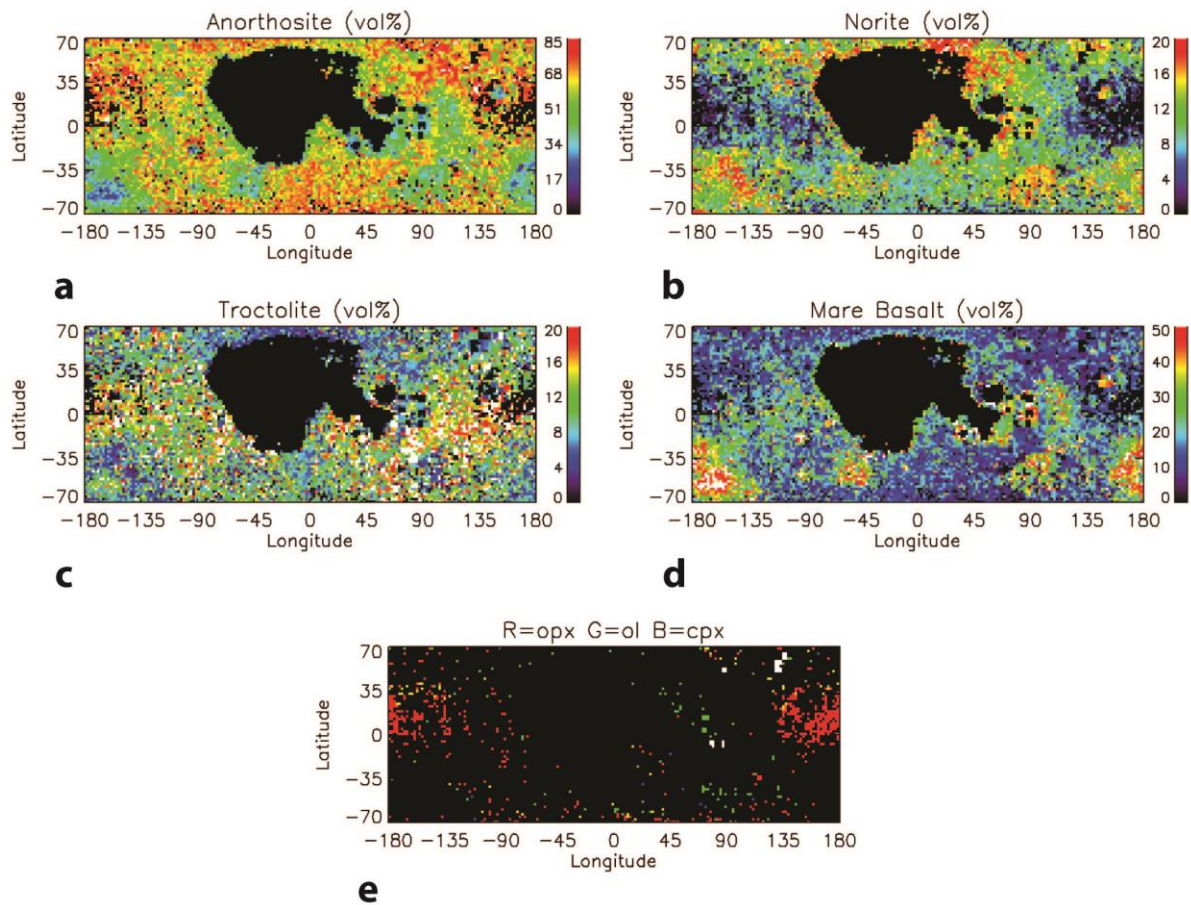 Anorthosite (vol%)
Norite (vol%)
70
35
0
−35
−70
Latitude
85
68
51
34
17
0
70
35
0
−35
−70
Latitude
20
16
12
8
4
0
−180 −135 −90 −45 0 45 90 135 180
−180 −135 −90 −45 0 45 90 135 180
Longitude
Longitude
a
b
Troctolite (vol%)
Mare Basalt (vol%)
70
35
0
−35
−70
Latitude
20
16
12
8
4
0
70
35
0
−35
−70
Latitude
50
40
30
20
10
0
−180 −135 −90 −45 0 45 90 135 180
−180 −135 −90 −45 0 45 90 135 180
Longitude
Longitude
c
d
R=opx G=ol B=cpx
70
35
0
−35
−70
Latitude
−180 −135 −90 −45 0 45 90 135 180
Longitude
e